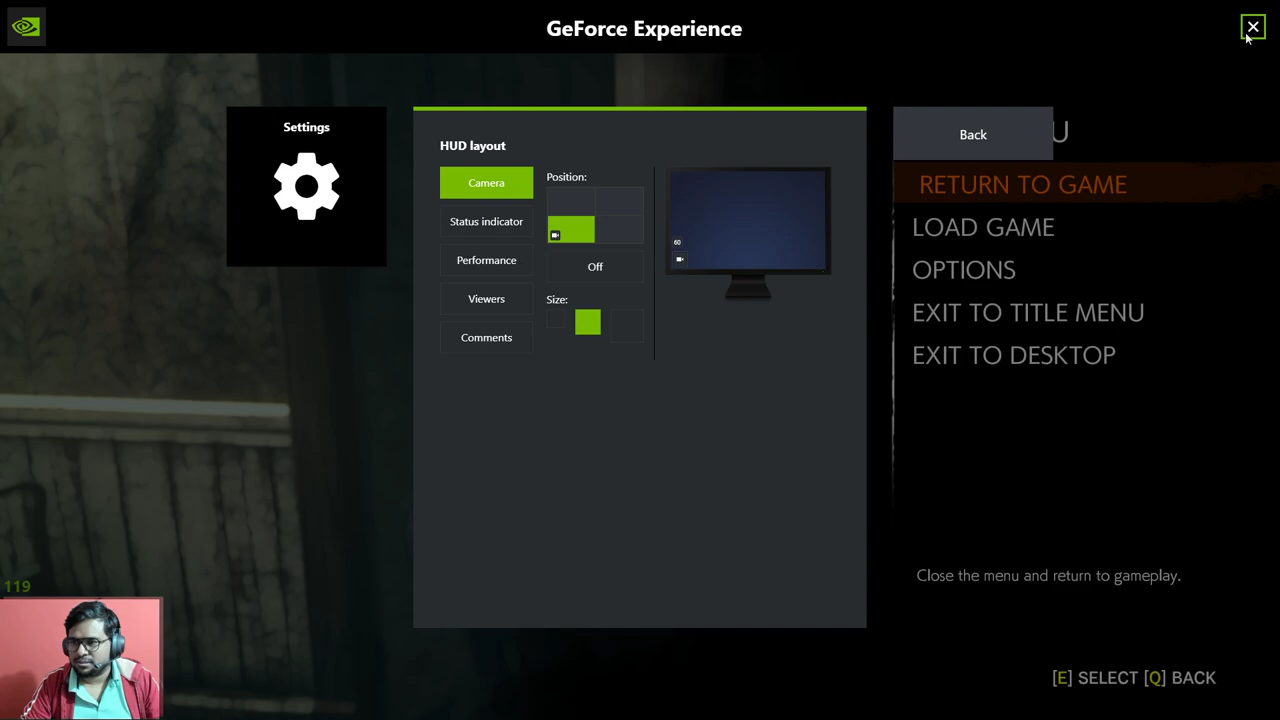 GeForce Experience
Settings
HUD layout
Camera
Status indicator
Performance
Viewers
Comments
Position:
Off
Size:
60
Back
U
RETURN TO GAME
LOAD GAME
OPTIONS
EXIT TO TITLE MENU
EXIT TO DESKTOP
Close the menu and return to gameplay.
119
[E] SELECT [Q] BACK